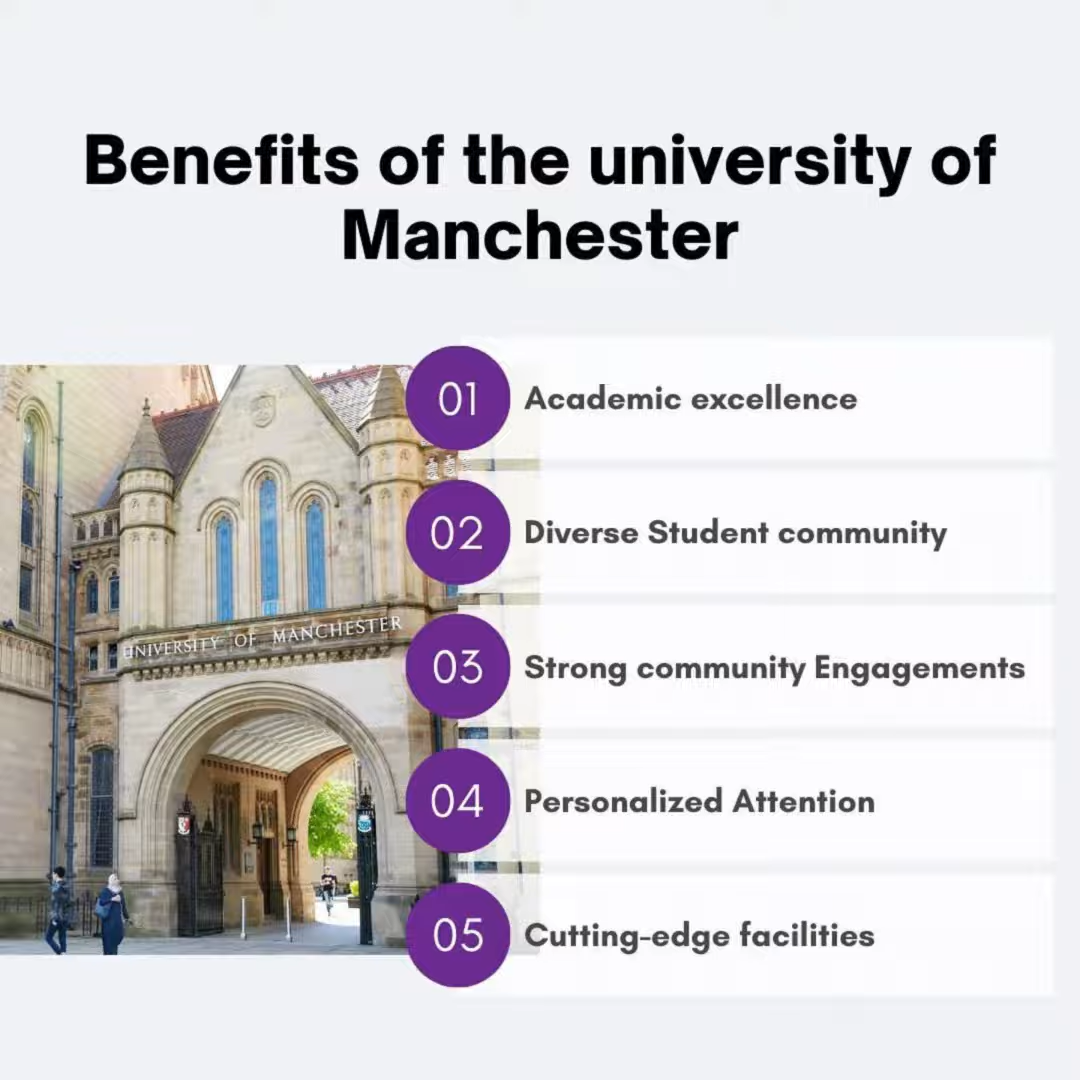 Benefits of the university of
Manchester
UNIVERSITY OF MANCHESTER
01 Academic excellence
02 Diverse Student community
03 Strong community Engagements
04 Personalized Attention
05 Cutting-edge facilities